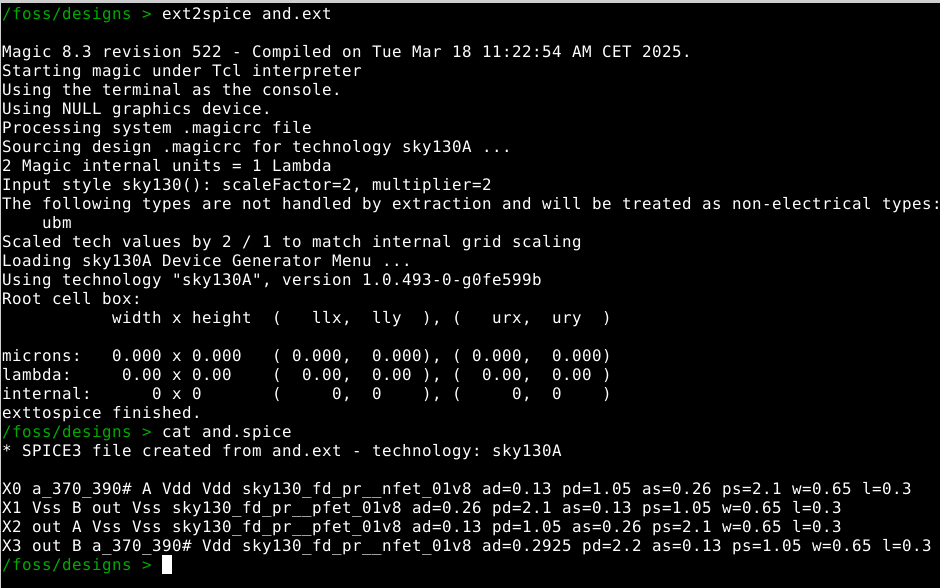 /foss/designs > ext2spice and.ext
Magic 8.3 revision 522 - Compiled on Tue Mar 18 11:22:54 AM CET 2025.
Starting magic under Tcl interpreter
Using the terminal as the console.
Using NULL graphics device.
Processing system .magicrc file
Sourcing design .magicrc for technology sky130A ...
2 Magic internal units = 1 Lambda
Input style sky130(): scaleFactor=2, multiplier=2
The following types are not handled by extraction and will be treated as non-electrical types:
    ubm
Scaled tech values by 2 / 1 to match internal grid scaling
Loading sky130A Device Generator Menu ...
Using technology "sky130A", version 1.0.493-0-g0fe599b
Root cell box:
           width x height  (   llx,  lly  ), (   urx,  ury  )
microns:   0.000 x 0.000   ( 0.000,  0.000), ( 0.000,  0.000)
lambda:     0.00 x 0.00    (  0.00,  0.00 ), (  0.00,  0.00 )
internal:      0 x 0       (     0,  0    ), (     0,  0    )
exttospice finished.
/foss/designs > cat and.spice
* SPICE3 file created from and.ext - technology: sky130A
X0 a_370_390# A Vdd Vdd sky130_fd_pr__nfet_01v8 ad=0.13 pd=1.05 as=0.26 ps=2.1 w=0.65 l=0.3
X1 Vss B out Vss sky130_fd_pr__pfet_01v8 ad=0.26 pd=2.1 as=0.13 ps=1.05 w=0.65 l=0.3
X2 out A Vss Vss sky130_fd_pr__pfet_01v8 ad=0.13 pd=1.05 as=0.26 ps=2.1 w=0.65 l=0.3
X3 out B a_370_390# Vdd sky130_fd_pr__nfet_01v8 ad=0.2925 pd=2.2 as=0.13 ps=1.05 w=0.65 l=0.3
/foss/designs >